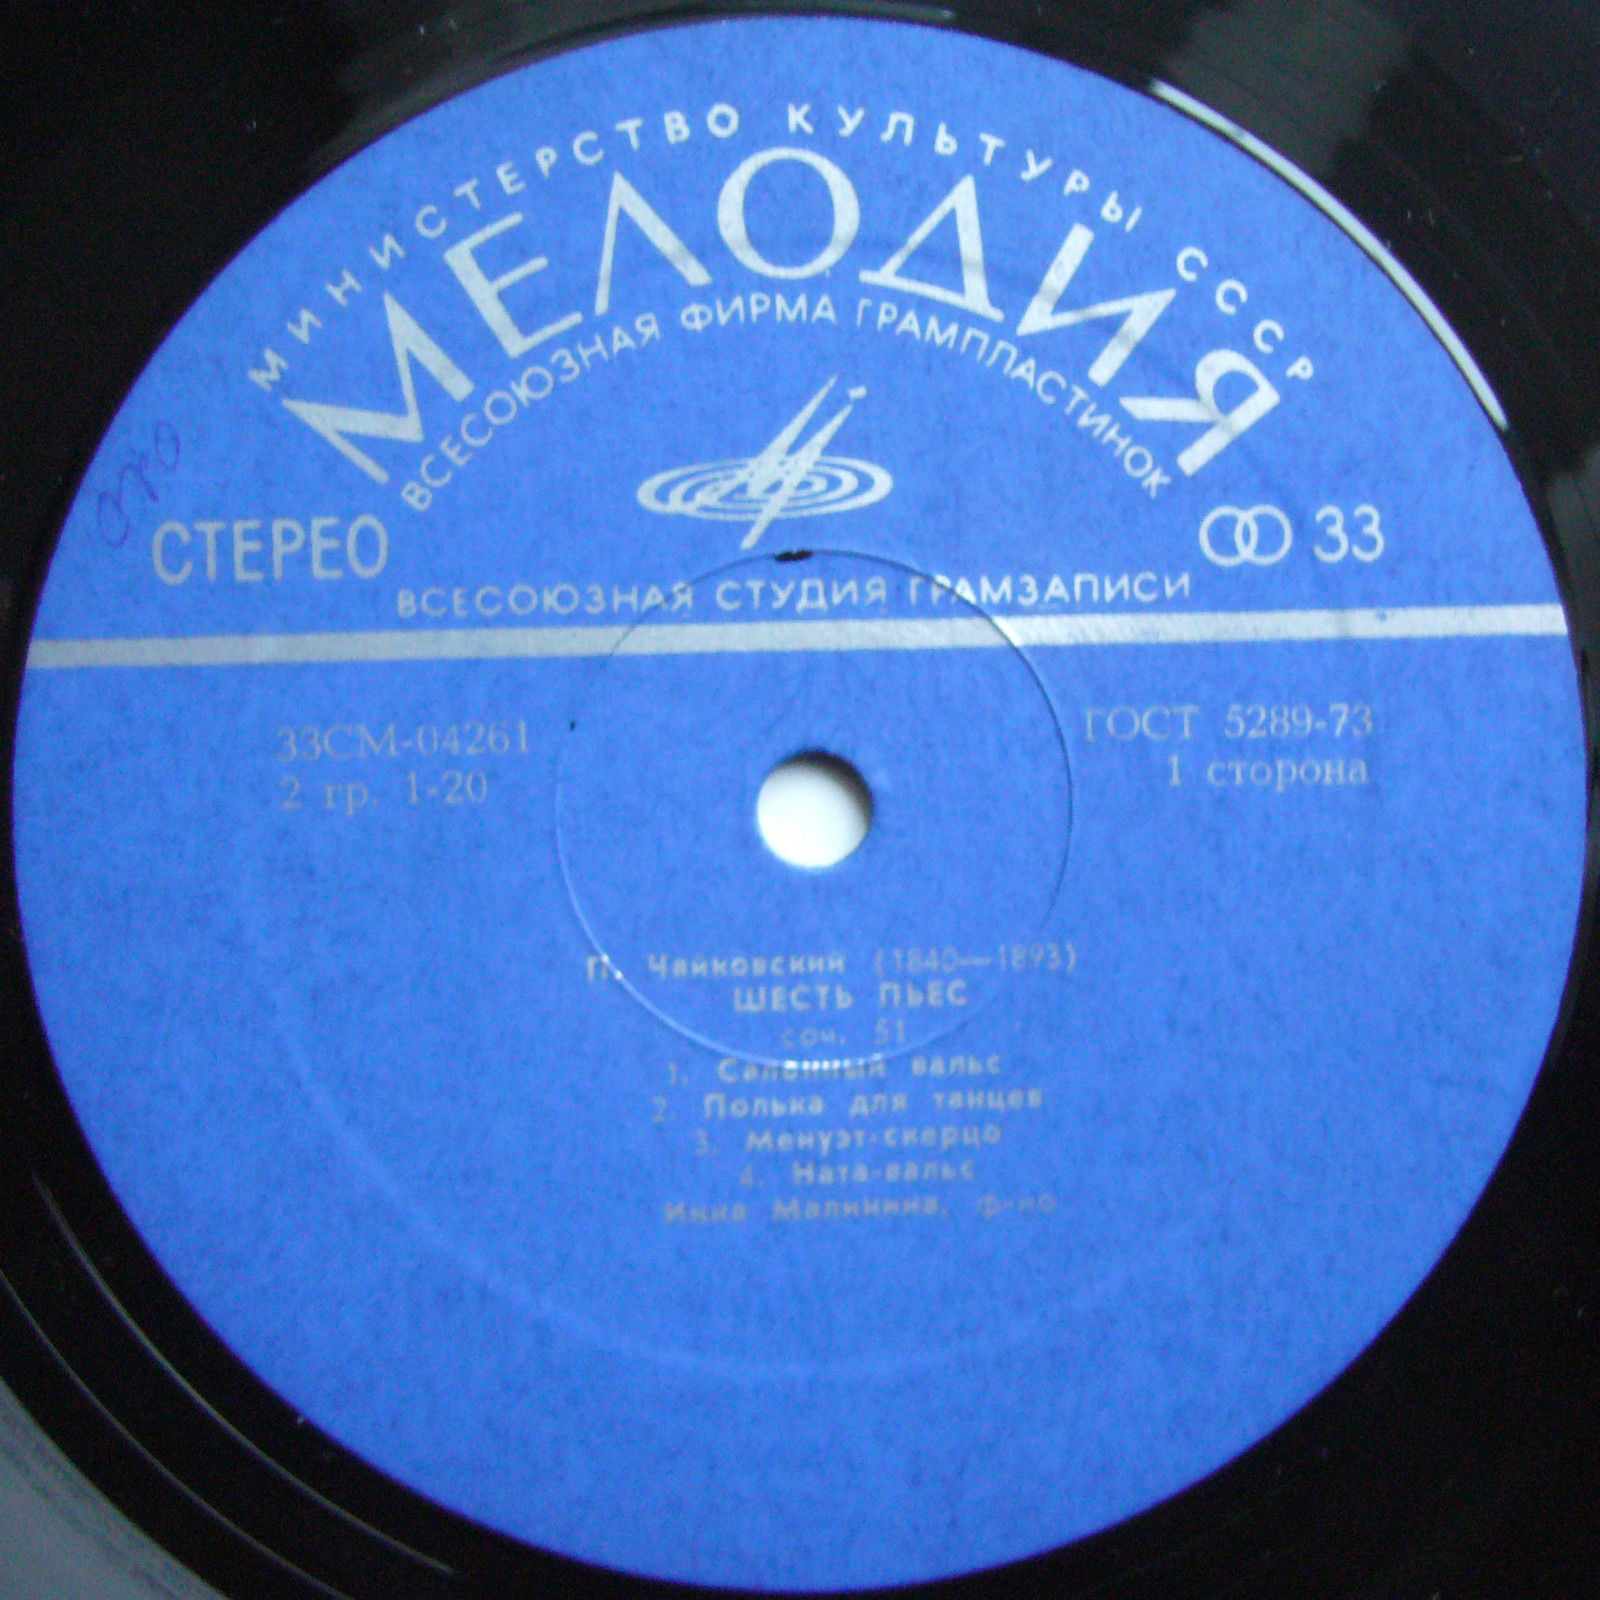 МИНИСТЕРСТВО КУЛЬТУРЫ СССР
МЕЛОДИЯ
ВСЕСОЮЗНАЯ ФИРМА ГРАМПЛАСТИНОК
СТЕРЕО
33
ВСЕСОЮЗНАЯ СТУДИЯ ГРАМЗАПИСИ
33СМ-04261
ГОСТ 5289-73
2 гр. 1-20
1 сторона
П. Чайковский (1840—1893)
ШЕСТЬ ПЬЕС
соч. 51
1. Салонный вальс
2. Полька для танцев
3. Менуэт-скерцо
4. Ната-вальс
Инна Малинина, ф-но